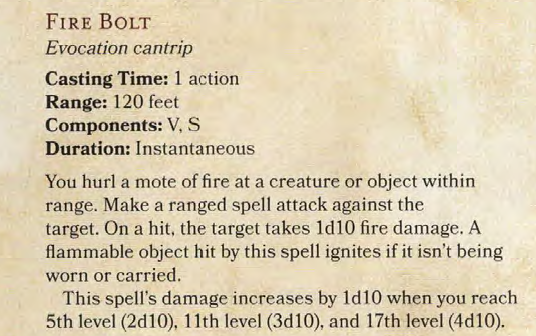 FIRE BOLT
Evocation cantrip
Casting Time: 1 action
Range: 120 feet
Components: V, S
Duration: Instantaneous
You hurl a mote of fire at a creature or object within
range. Make a ranged spell attack against the
target. On a hit, the target takes 1d10 fire damage. A
flammable object hit by this spell ignites if it isn't being
worn or carried.
This spell's damage increases by 1d10 when you reach
5th level (2d10), 11th level (3d10), and 17th level (4d10).